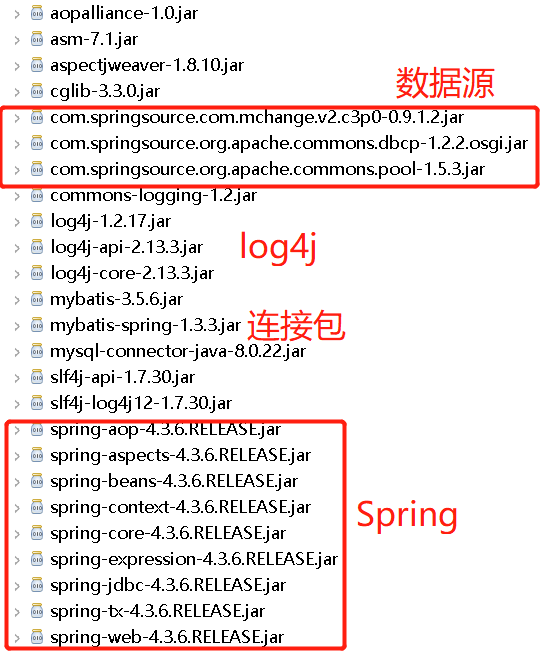 aopalliance-1.0.jar
asm-7.1.jar
aspectjweaver-1.8.10.jar
cglib-3.3.0.jar
数据源
com.springsource.com.mchange.v2.c3p0-0.9.1.2.jar
com.springsource.org.apache.commons.dbcp-1.2.2.osgi.jar
com.springsource.org.apache.commons.pool-1.5.3.jar
commons-logging-1.2.jar
log4j-1.2.17.jar
log4j-api-2.13.3.jar
log4j
log4j-core-2.13.3.jar
mybatis-3.5.6.jar
mybatis-spring-1.3.3.jar 连接包
mysql-connector-java-8.0.22.jar
slf4j-api-1.7.30.jar
slf4j-log4j12-1.7.30.jar
spring-aop-4.3.6.RELEASE.jar
spring-aspects-4.3.6.RELEASE.jar
spring-beans-4.3.6.RELEASE.jar
spring-context-4.3.6.RELEASE.jar
Spring
spring-core-4.3.6.RELEASE.jar
spring-expression-4.3.6.RELEASE.jar
spring-jdbc-4.3.6.RELEASE.jar
spring-tx-4.3.6.RELEASE.jar
spring-web-4.3.6.RELEASE.jar